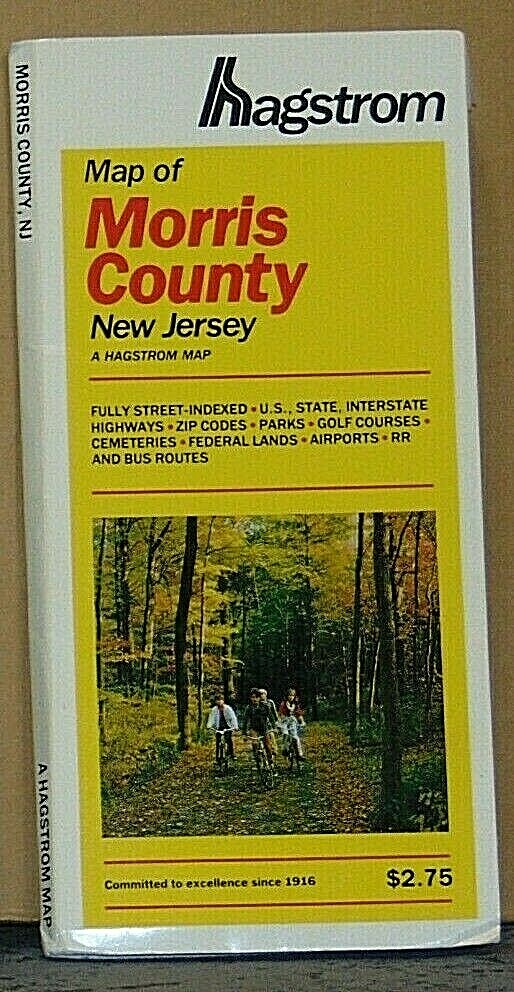 hagstrom
Map of
Morris
County
New Jersey
A HAGSTROM MAP
FULLY STREET-INDEXED • U.S., STATE, INTERSTATE
HIGHWAYS • ZIP CODES • PARKS • GOLF COURSES •
CEMETERIES • FEDERAL LANDS • AIRPORTS • RR
AND BUS ROUTES
Committed to excellence since 1916
$2.75
MORRIS COUNTY, NJ
A HAGSTROM MAP